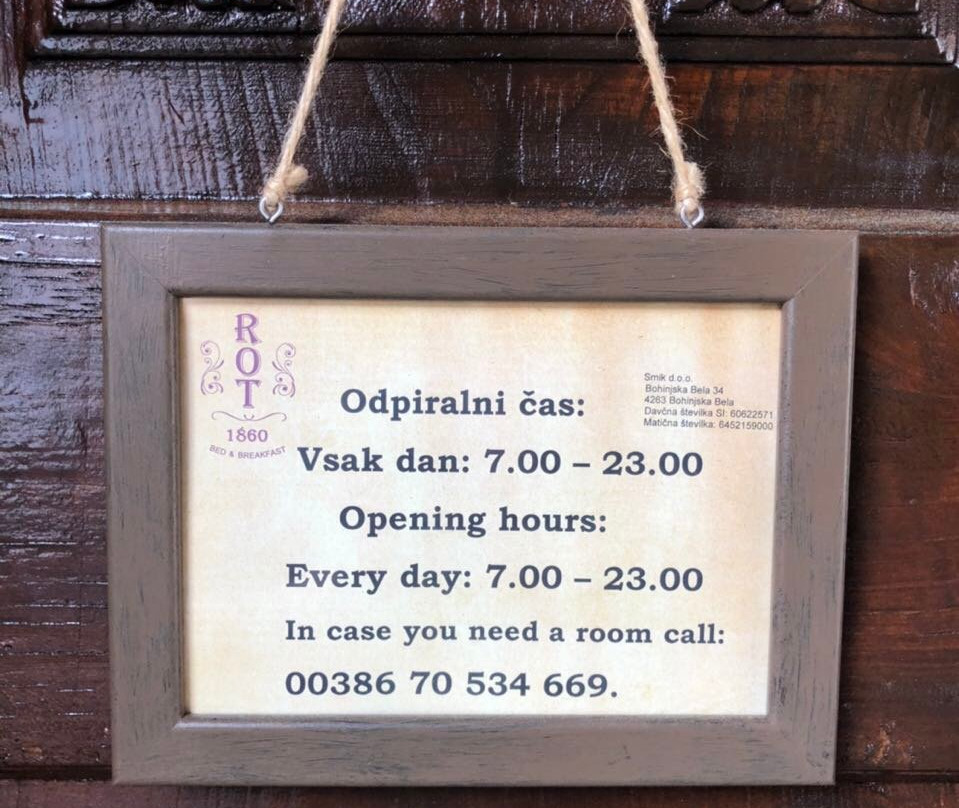 R
O
T
1860
BED & BREAKFAST
Smik d.o.o.
Bohinjska Bela 34
4263 Bohinjska Bela
Davčna številka SI: 60622571
Matična številka: 6452159000
Odpiralni čas:
Vsak dan: 7.00 – 23.00
Opening hours:
Every day: 7.00 – 23.00
In case you need a room call:
00386 70 534 669.